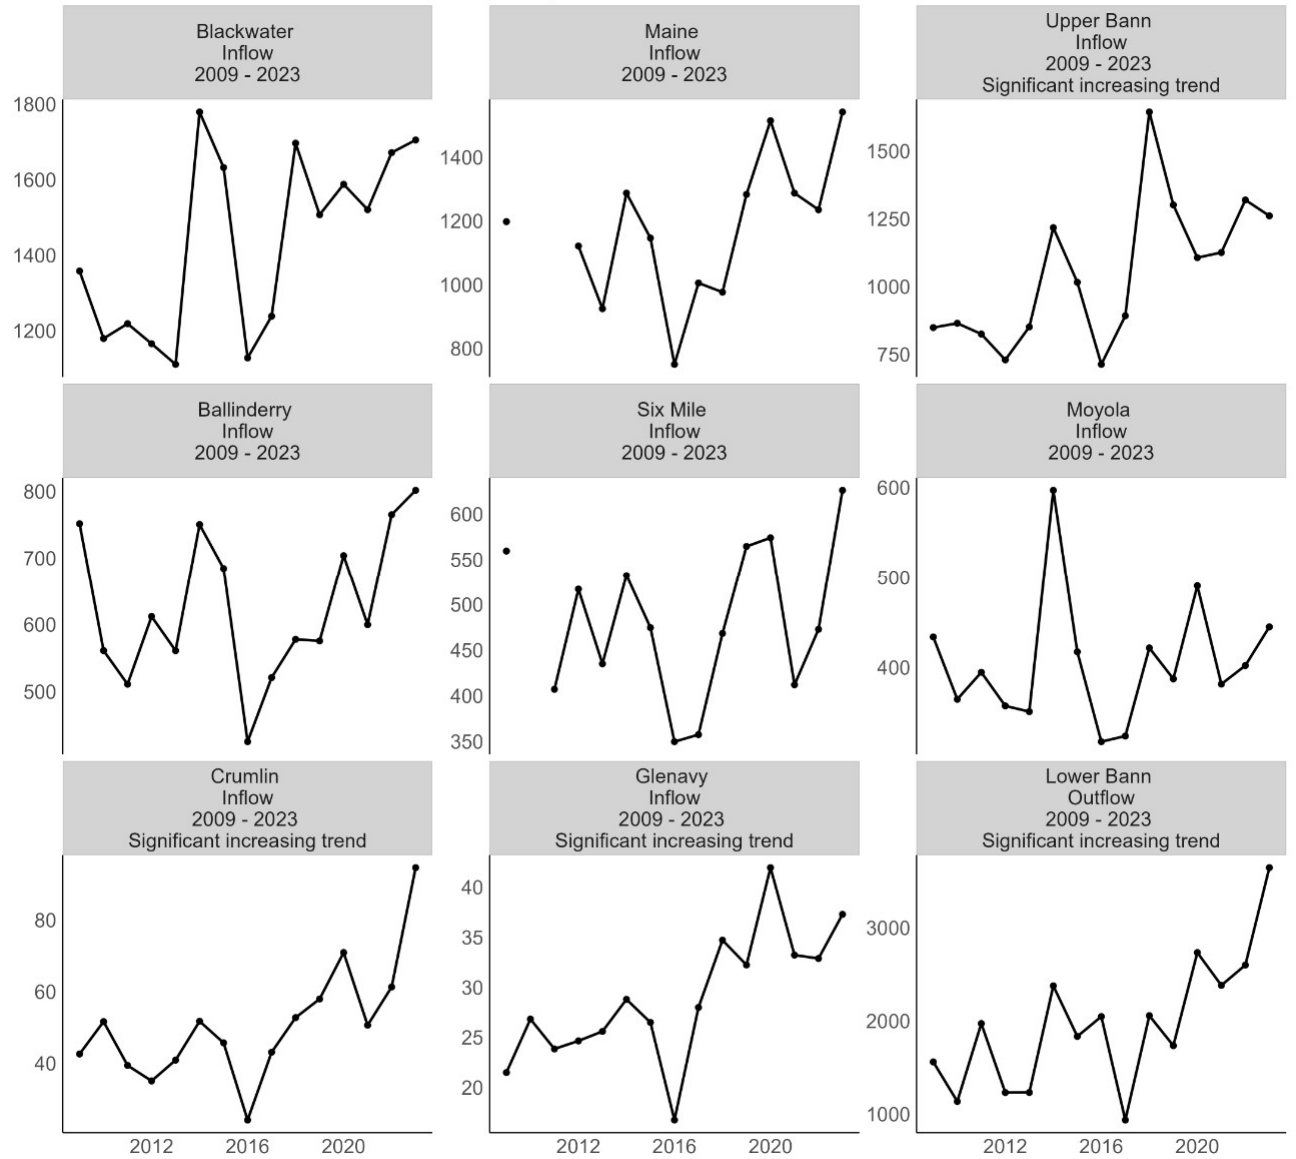 Blackwater
Inflow
2009 - 2023
Maine
Inflow
2009 - 2023
Upper Bann
Inflow
2009 - 2023
Significant increasing trend
1800
1600
1400
1200
1400
1200
1000
800
1500
1250
1000
750
Ballinderry
Inflow
2009 - 2023
Six Mile
Inflow
2009 - 2023
Moyola
Inflow
2009 - 2023
800
700
600
500
600
550
500
450
400
350
600
500
400
Crumlin
Inflow
2009 - 2023
Significant increasing trend
Glenavy
Inflow
2009 - 2023
Significant increasing trend
Lower Bann
Outflow
2009 - 2023
Significant increasing trend
80
60
40
40
35
30
25
20
3000
2000
1000
2012 2016 2020
2012 2016 2020
2012 2016 2020